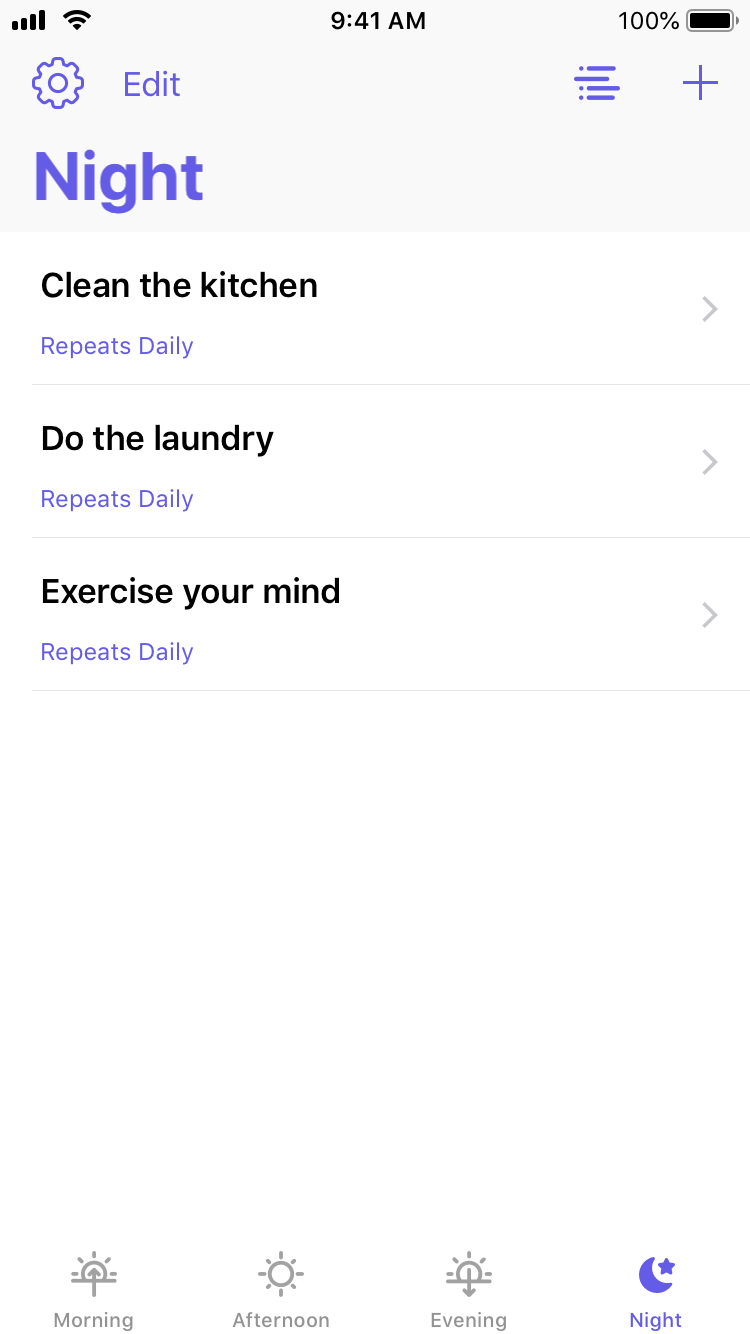 9:41 AM 100%
Edit
Night
Clean the kitchen
Repeats Daily
Do the laundry
Repeats Daily
Exercise your mind
Repeats Daily
Morning Afternoon Evening Night